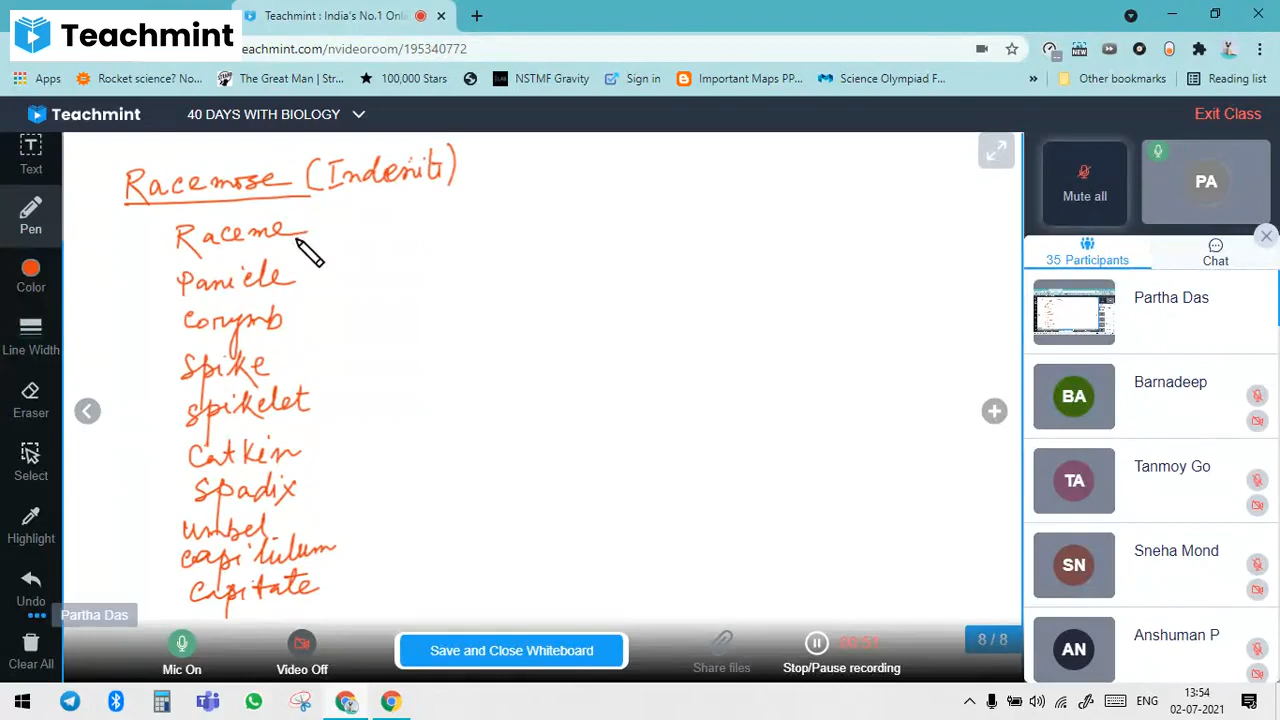 Teachmint : India's No.1 Onli
Teachmint
eachmint.com/nvideoroom/195340772
Apps
Rocket science? No...
The Great Man | Str...
100,000 Stars
NSTMF Gravity
Sign in
Important Maps PP...
Science Olympiad F...
»
Other bookmarks
Reading list
Teachmint
40 DAYS WITH BIOLOGY
Exit Class
Text
Pen
Color
Line Width
Eraser
Select
Highlight
Undo
Clear All
Racemose (Indeniti)
Raceme
Panicle
Corymb
Spike
Spikelet
Catkin
Spadix
Umbel
Capitulum
Capitate
Mute all
PA
35 Participants
Chat
Partha Das
BA
Barnadeep
TA
Tanmoy Go
SN
Sneha Mond
AN
Anshuman P
Partha Das
Mic On
Video Off
Save and Close Whiteboard
Share files
Stop/Pause recording
8 / 8
ENG
13:54
02-07-2021